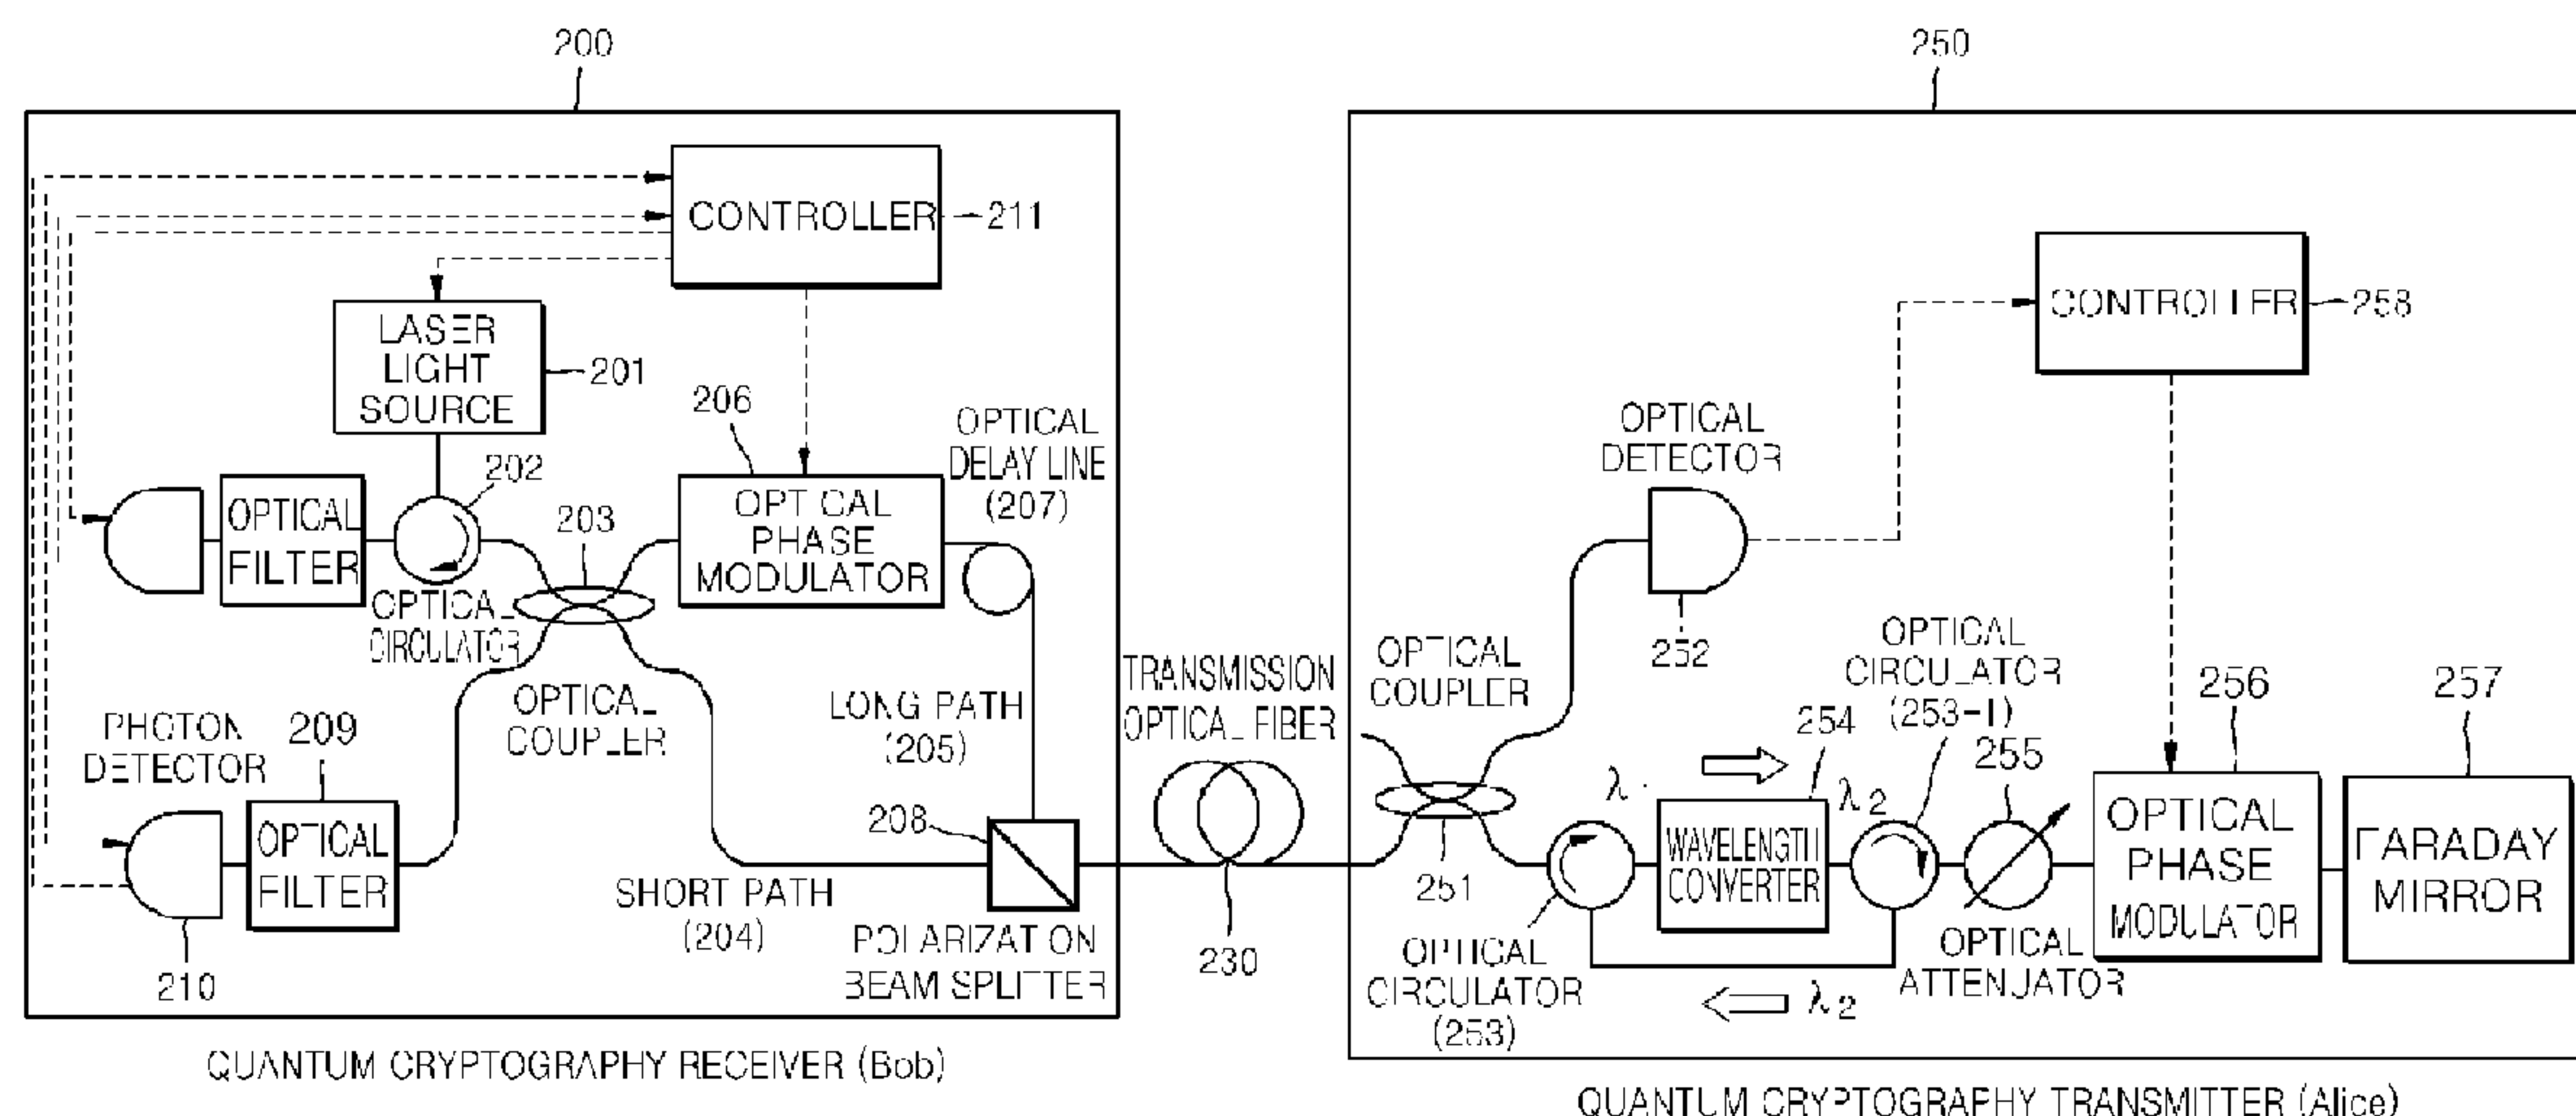 200
250
CONTROLLER
211
CONTROLLER
258
LASER
LIGHT
SOURCE
201
206
OPTICAL
DELAY LINE
(207)
OPTICAL
DETECTOR
202
OPTICAL
FILTER
203
OPTICAL
PHASE
MODULATOR
OPTICAL
CIRCULATOR
252
OPTICAL
COUPLER
PHOTON
DETECTOR
209
LONG PATH
(205)
TRANSMISSION
OPTICAL FIBER
OPTICAL
COUPLER
OPTICAL
CIRCULATOR
(253-1)
254
255
256
257
λ
λ2
OPTICAL
FILTER
208
251
WAVELENGTH
CONVERTER
OPTICAL
PHASE
MODULATOR
FARADAY
MIRROR
210
SHORT PATH
(204)
POLARIZATION
BEAM SPLITTER
230
OPTICAL
CIRCULATOR
(253)
λ2
OPTICAL
ATTENUATOR
QUANTUM CRYPTOGRAPHY RECEIVER (Bob)
QUANTUM CRYPTOGRAPHY TRANSMITTER (Alice)